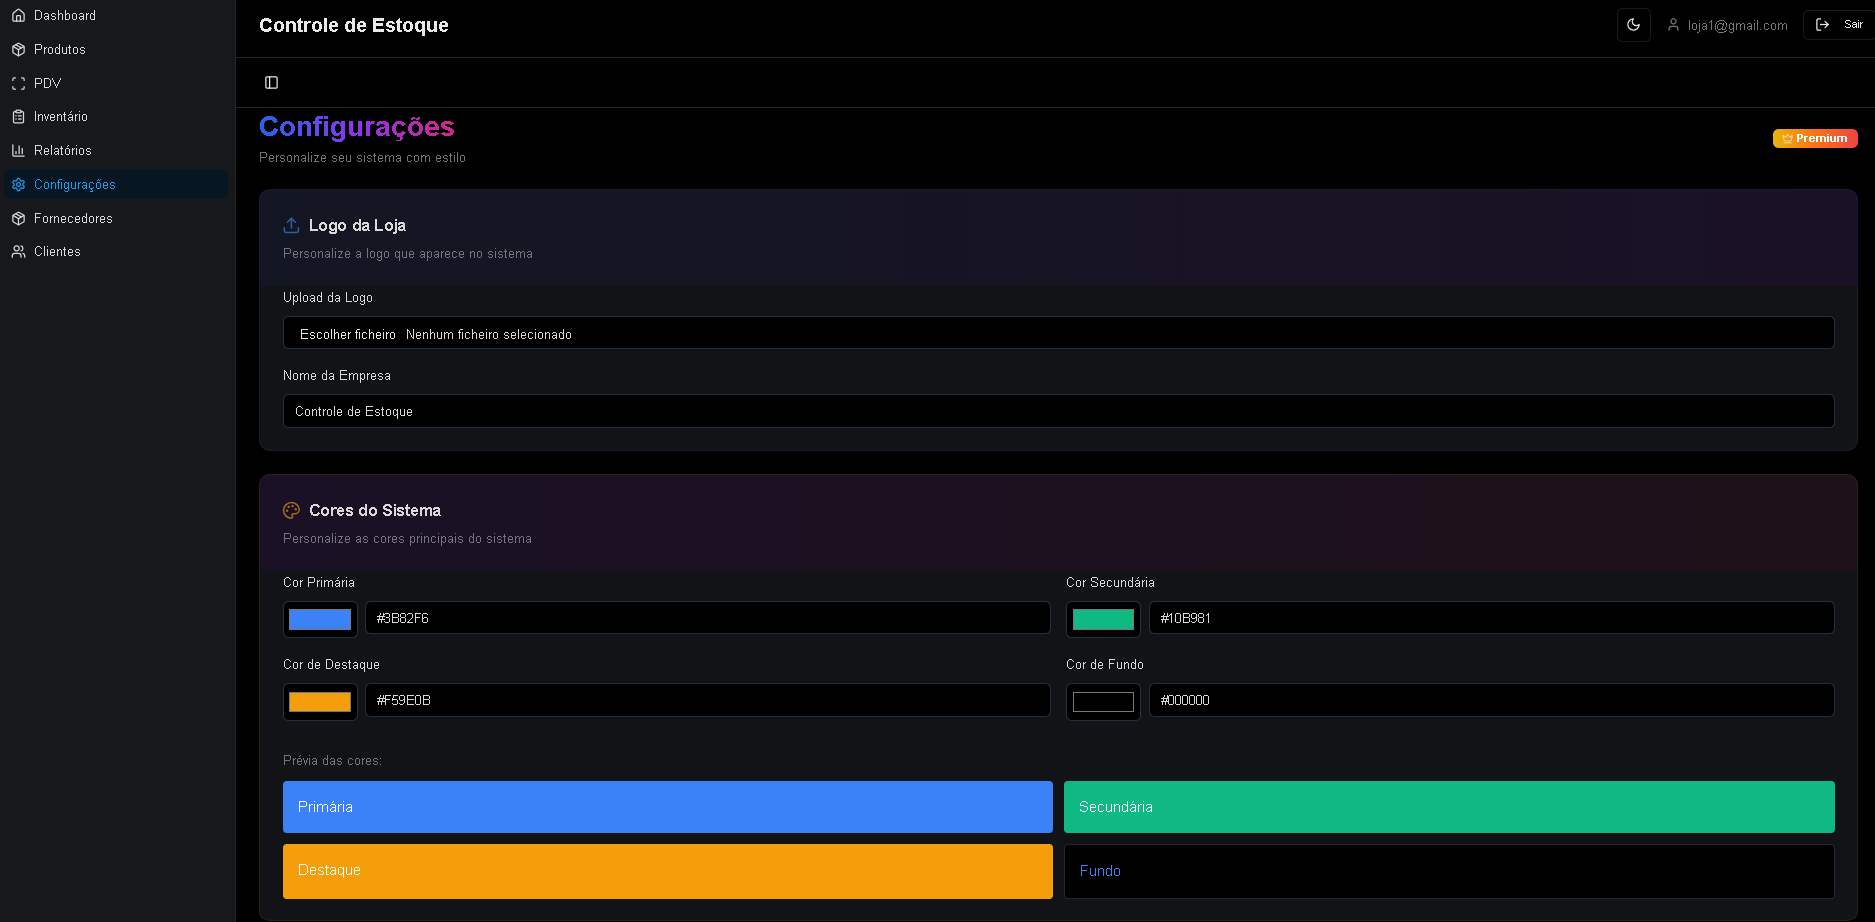 Dashboard
Produtos
PDV
Inventário
Relatórios
Configurações
Fornecedores
Clientes
Controle de Estoque
loja1@gmail.com
Sair
Configurações
Personalize seu sistema com estilo
Premium
Logo da Loja
Personalize a logo que aparece no sistema
Upload da Logo
Escolher ficheiro Nenhum ficheiro selecionado
Nome da Empresa
Controle de Estoque
Cores do Sistema
Personalize as cores principais do sistema
Cor Primária
#3B82F6
Cor Secundária
#10B981
Cor de Destaque
#F59E0B
Cor de Fundo
#000000
Prévia das cores:
Primária
Secundária
Destaque
Fundo